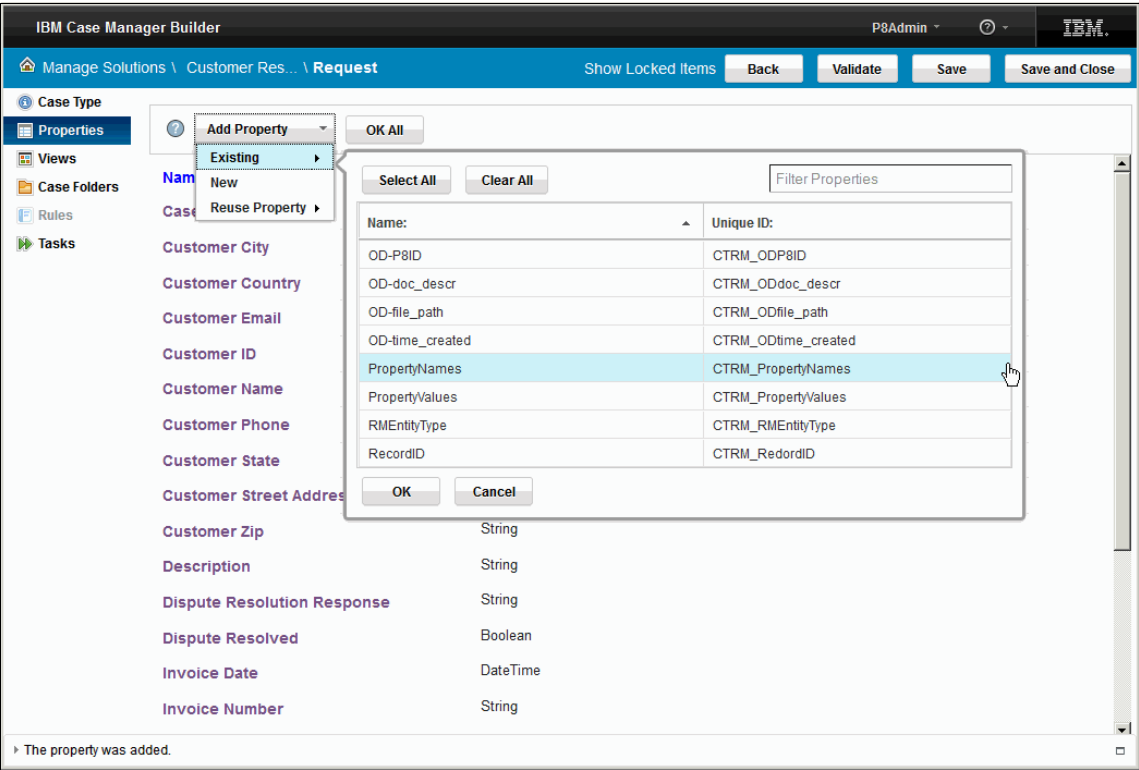 IBM Case Manager Builder P8Admin IBM.
Manage Solutions \ Customer Res... \ Request Show Locked Items Back Validate Save Save and Close
Case Type
Properties
Views
Case Folders
Rules
Tasks
? Add Property OK All
Existing
New
Reuse Property
Select All Clear All Filter Properties
Name: Unique ID:
OD-P8ID CTRM_ODP8ID
OD-doc_descr CTRM_ODdoc_descr
OD-file_path CTRM_ODfile_path
OD-time_created CTRM_ODtime_created
PropertyNames CTRM_PropertyNames
PropertyValues CTRM_PropertyValues
RMEntityType CTRM_RMEntityType
RecordID CTRM_RedordID
OK Cancel
Nam
Case
Customer City
Customer Country
Customer Email
Customer ID
Customer Name
Customer Phone
Customer State
Customer Street Addres
Customer Zip String
Description String
Dispute Resolution Response String
Dispute Resolved Boolean
Invoice Date DateTime
Invoice Number String
The property was added.